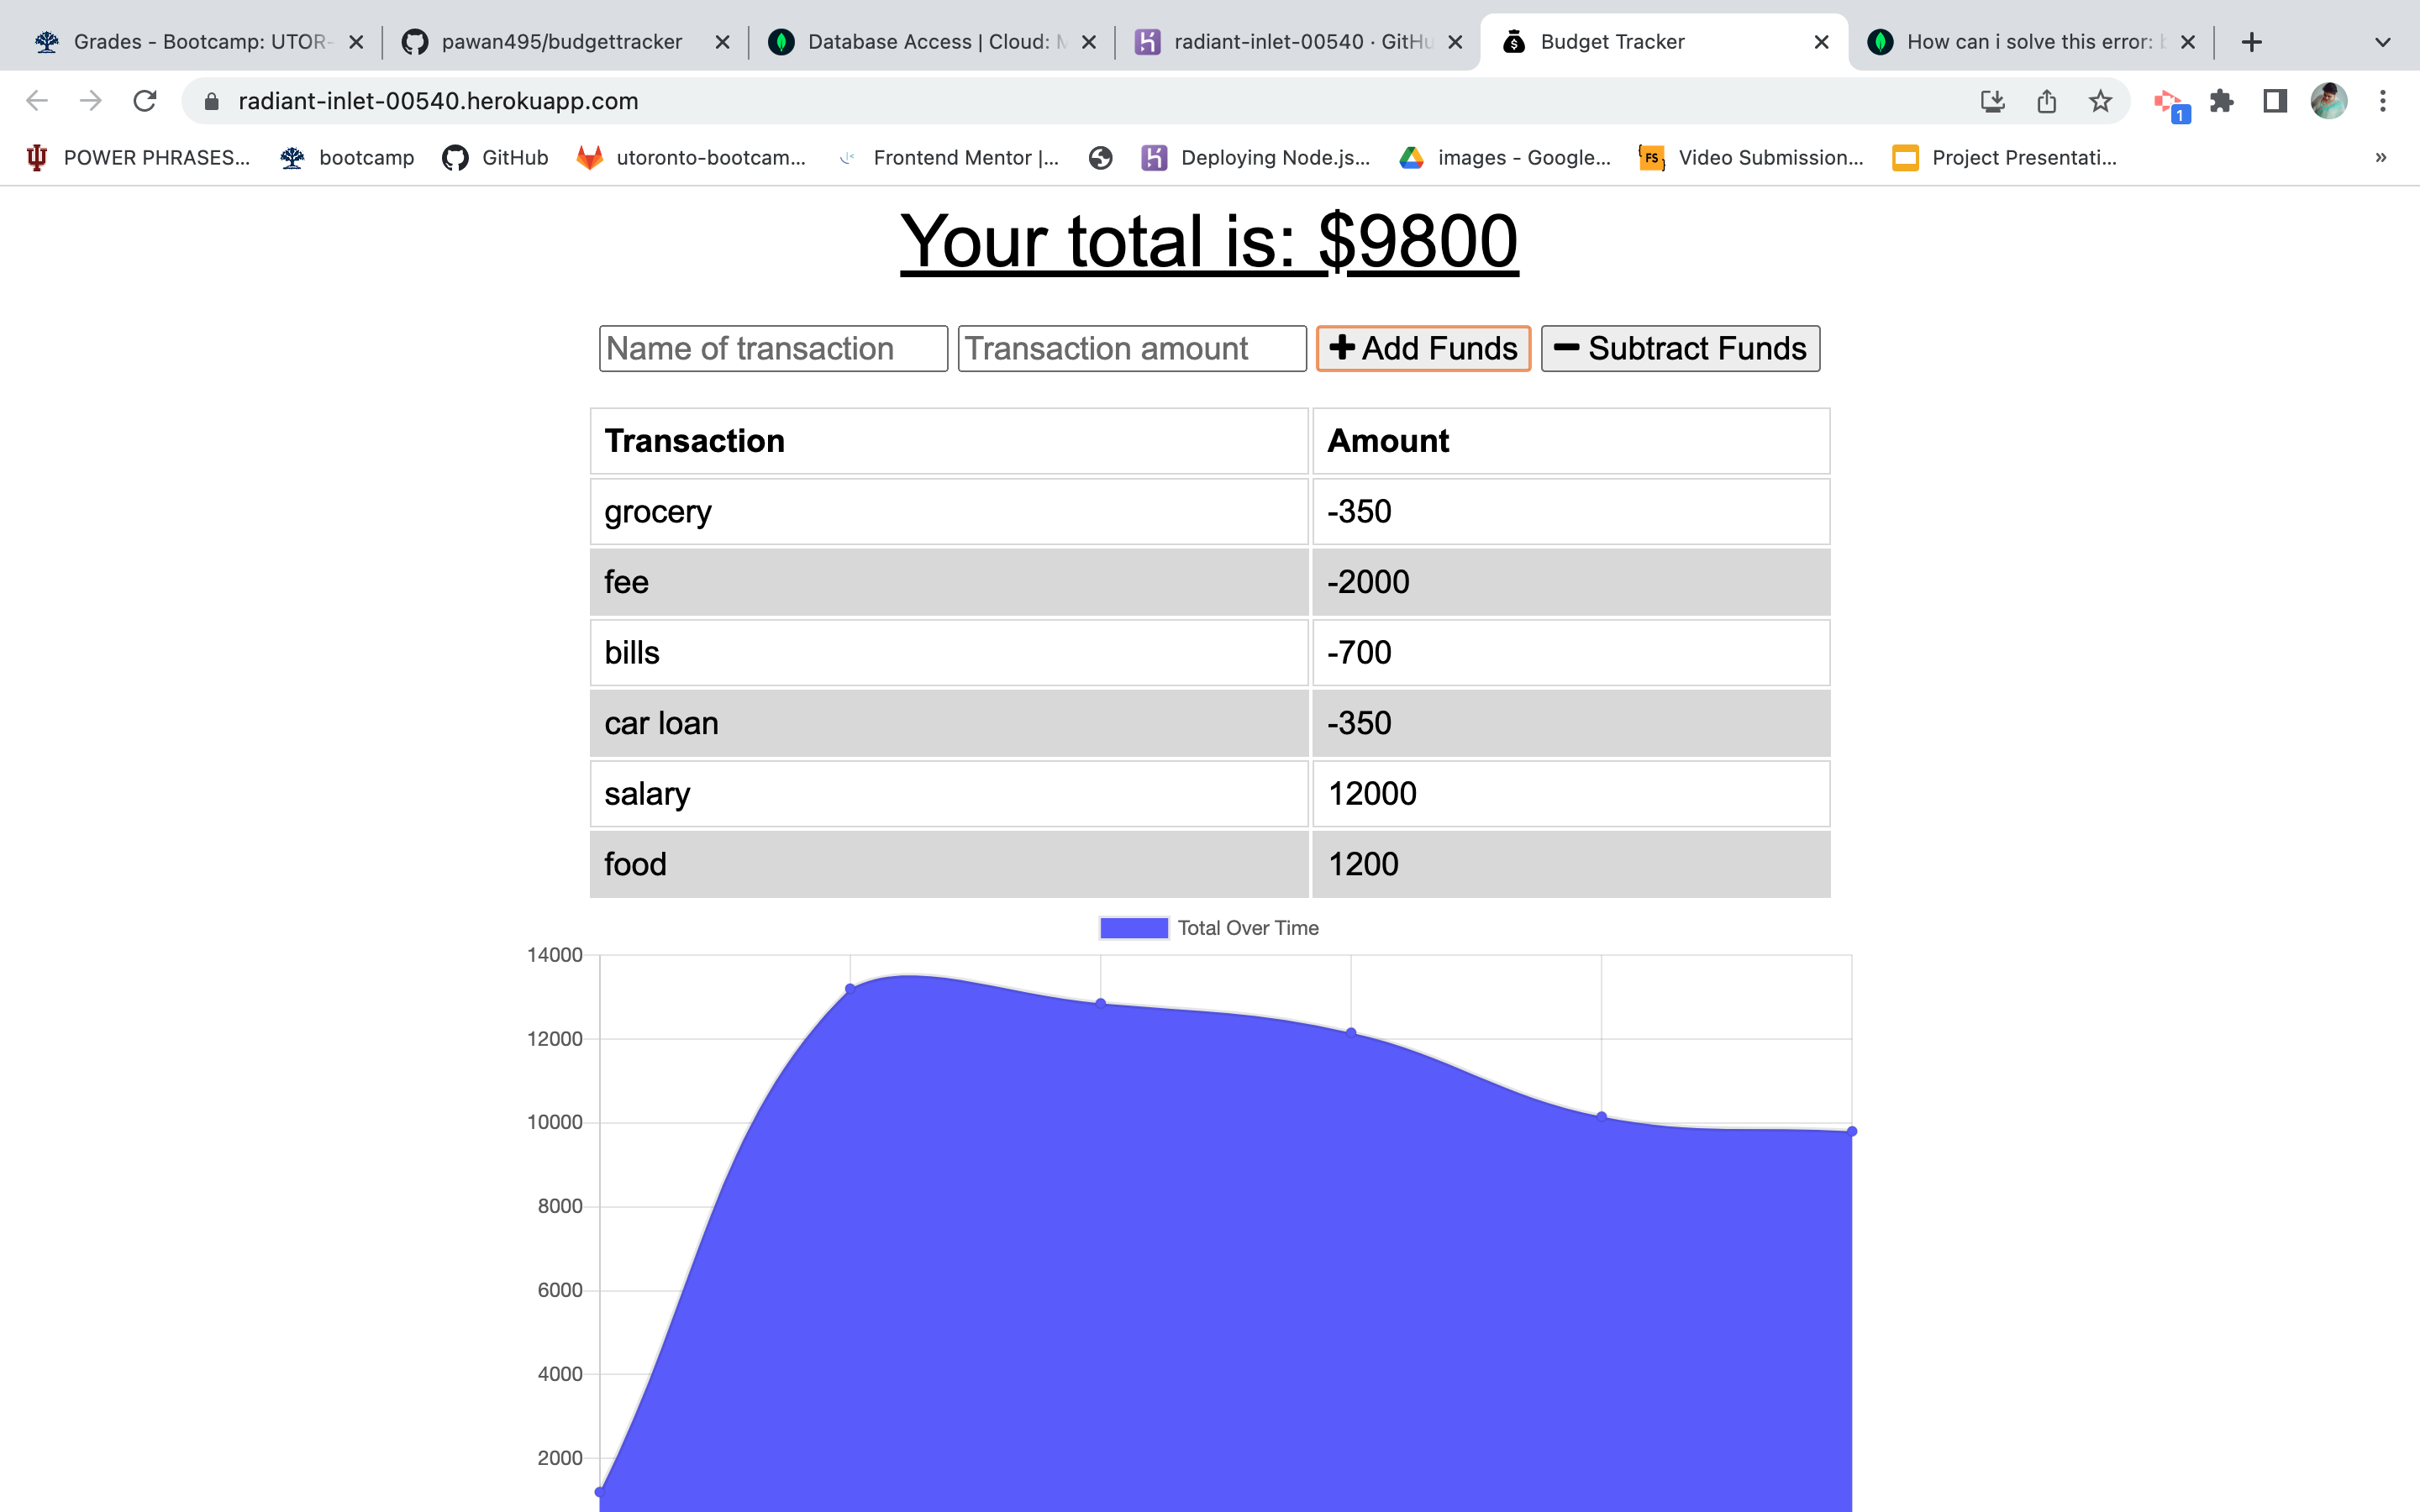 Grades - Bootcamp: UTOR-
pawan495/budgettracker
Database Access | Cloud: M
radiant-inlet-00540 · GitHu
Budget Tracker
How can i solve this error: b
radiant-inlet-00540.herokuapp.com
1
POWER PHRASES...
bootcamp
GitHub
utoronto-bootcam...
Frontend Mentor |...
Deploying Node.js...
images - Google...
FS
Video Submission...
Project Presentati...
»
Your total is: $9800
Name of transaction
Transaction amount
Add Funds
Subtract Funds
Transaction Amount
grocery -350
fee -2000
bills -700
car loan -350
salary 12000
food 1200
Total Over Time
14000
12000
10000
8000
6000
4000
2000